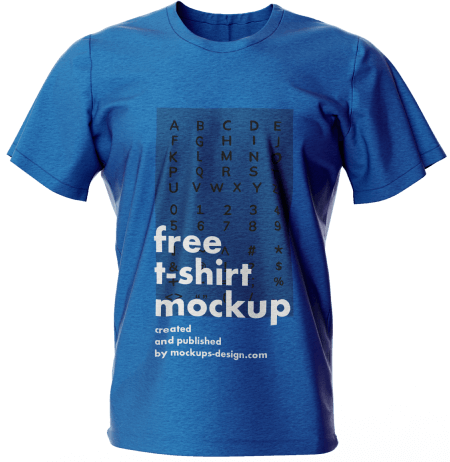 A B C D E
F G H I J
K L M N
P Q R S
U V W X Y
0 1 2 3 4
5 6 7 8 9
free
#
*
t-shirt
&
$
mockup
%
created
and published
by mockups-design.com